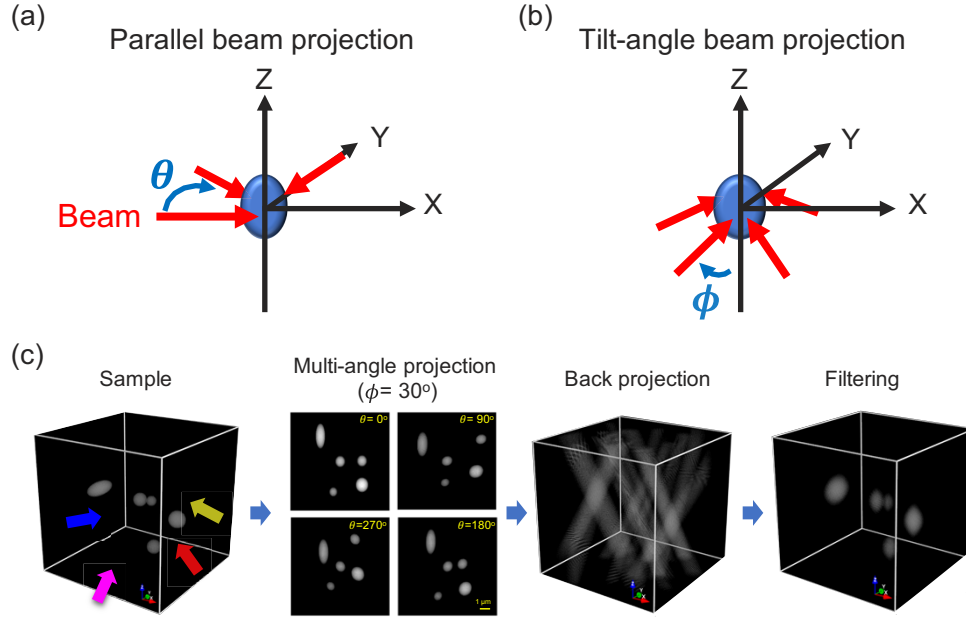 (a)
Parallel beam projection
Z
Y
θ
Beam
X
(b)
Tilt-angle beam projection
Z
Y
X
ϕ
(c)
Sample
Multi-angle projection
(ϕ= 30°)
Back projection
Filtering
θ= 0°
θ= 90°
θ=270°
θ=180°
1 μm